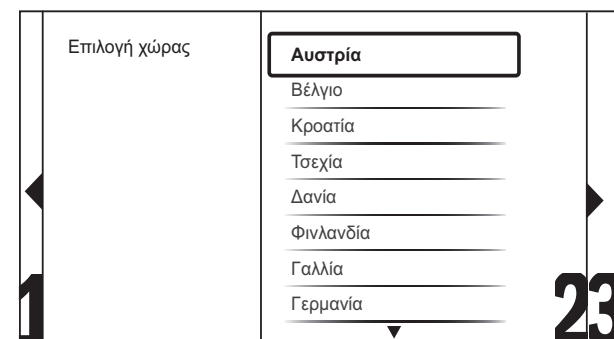 Επιλογή χώρας
Αυστρία
Βέλγιο
Κροατία
Τσεχία
Δανία
Φινλανδία
Γαλλία
Γερμανία
1
23